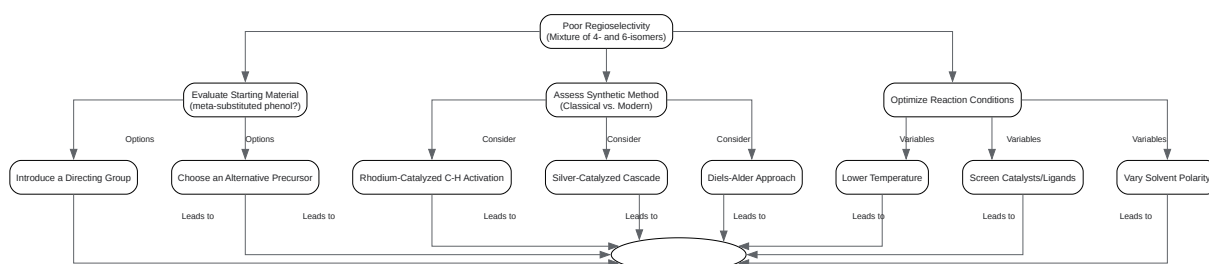 Poor Regioselectivity
(Mixture of 4- and 6-isomers)
Evaluate Starting Material
(meta-substituted phenol?)
Assess Synthetic Method
(Classical vs. Modern)
Optimize Reaction Conditions
Options
Options
Consider
Consider
Consider
Variables
Variables
Variables
Introduce a Directing Group
Choose an Alternative Precursor
Rhodium-Catalyzed C-H Activation
Silver-Catalyzed Cascade
Diels-Alder Approach
Lower Temperature
Screen Catalysts/Ligands
Vary Solvent Polarity
Leads to
Leads to
Leads to
Leads to
Leads to
Leads to
Leads to
Leads to